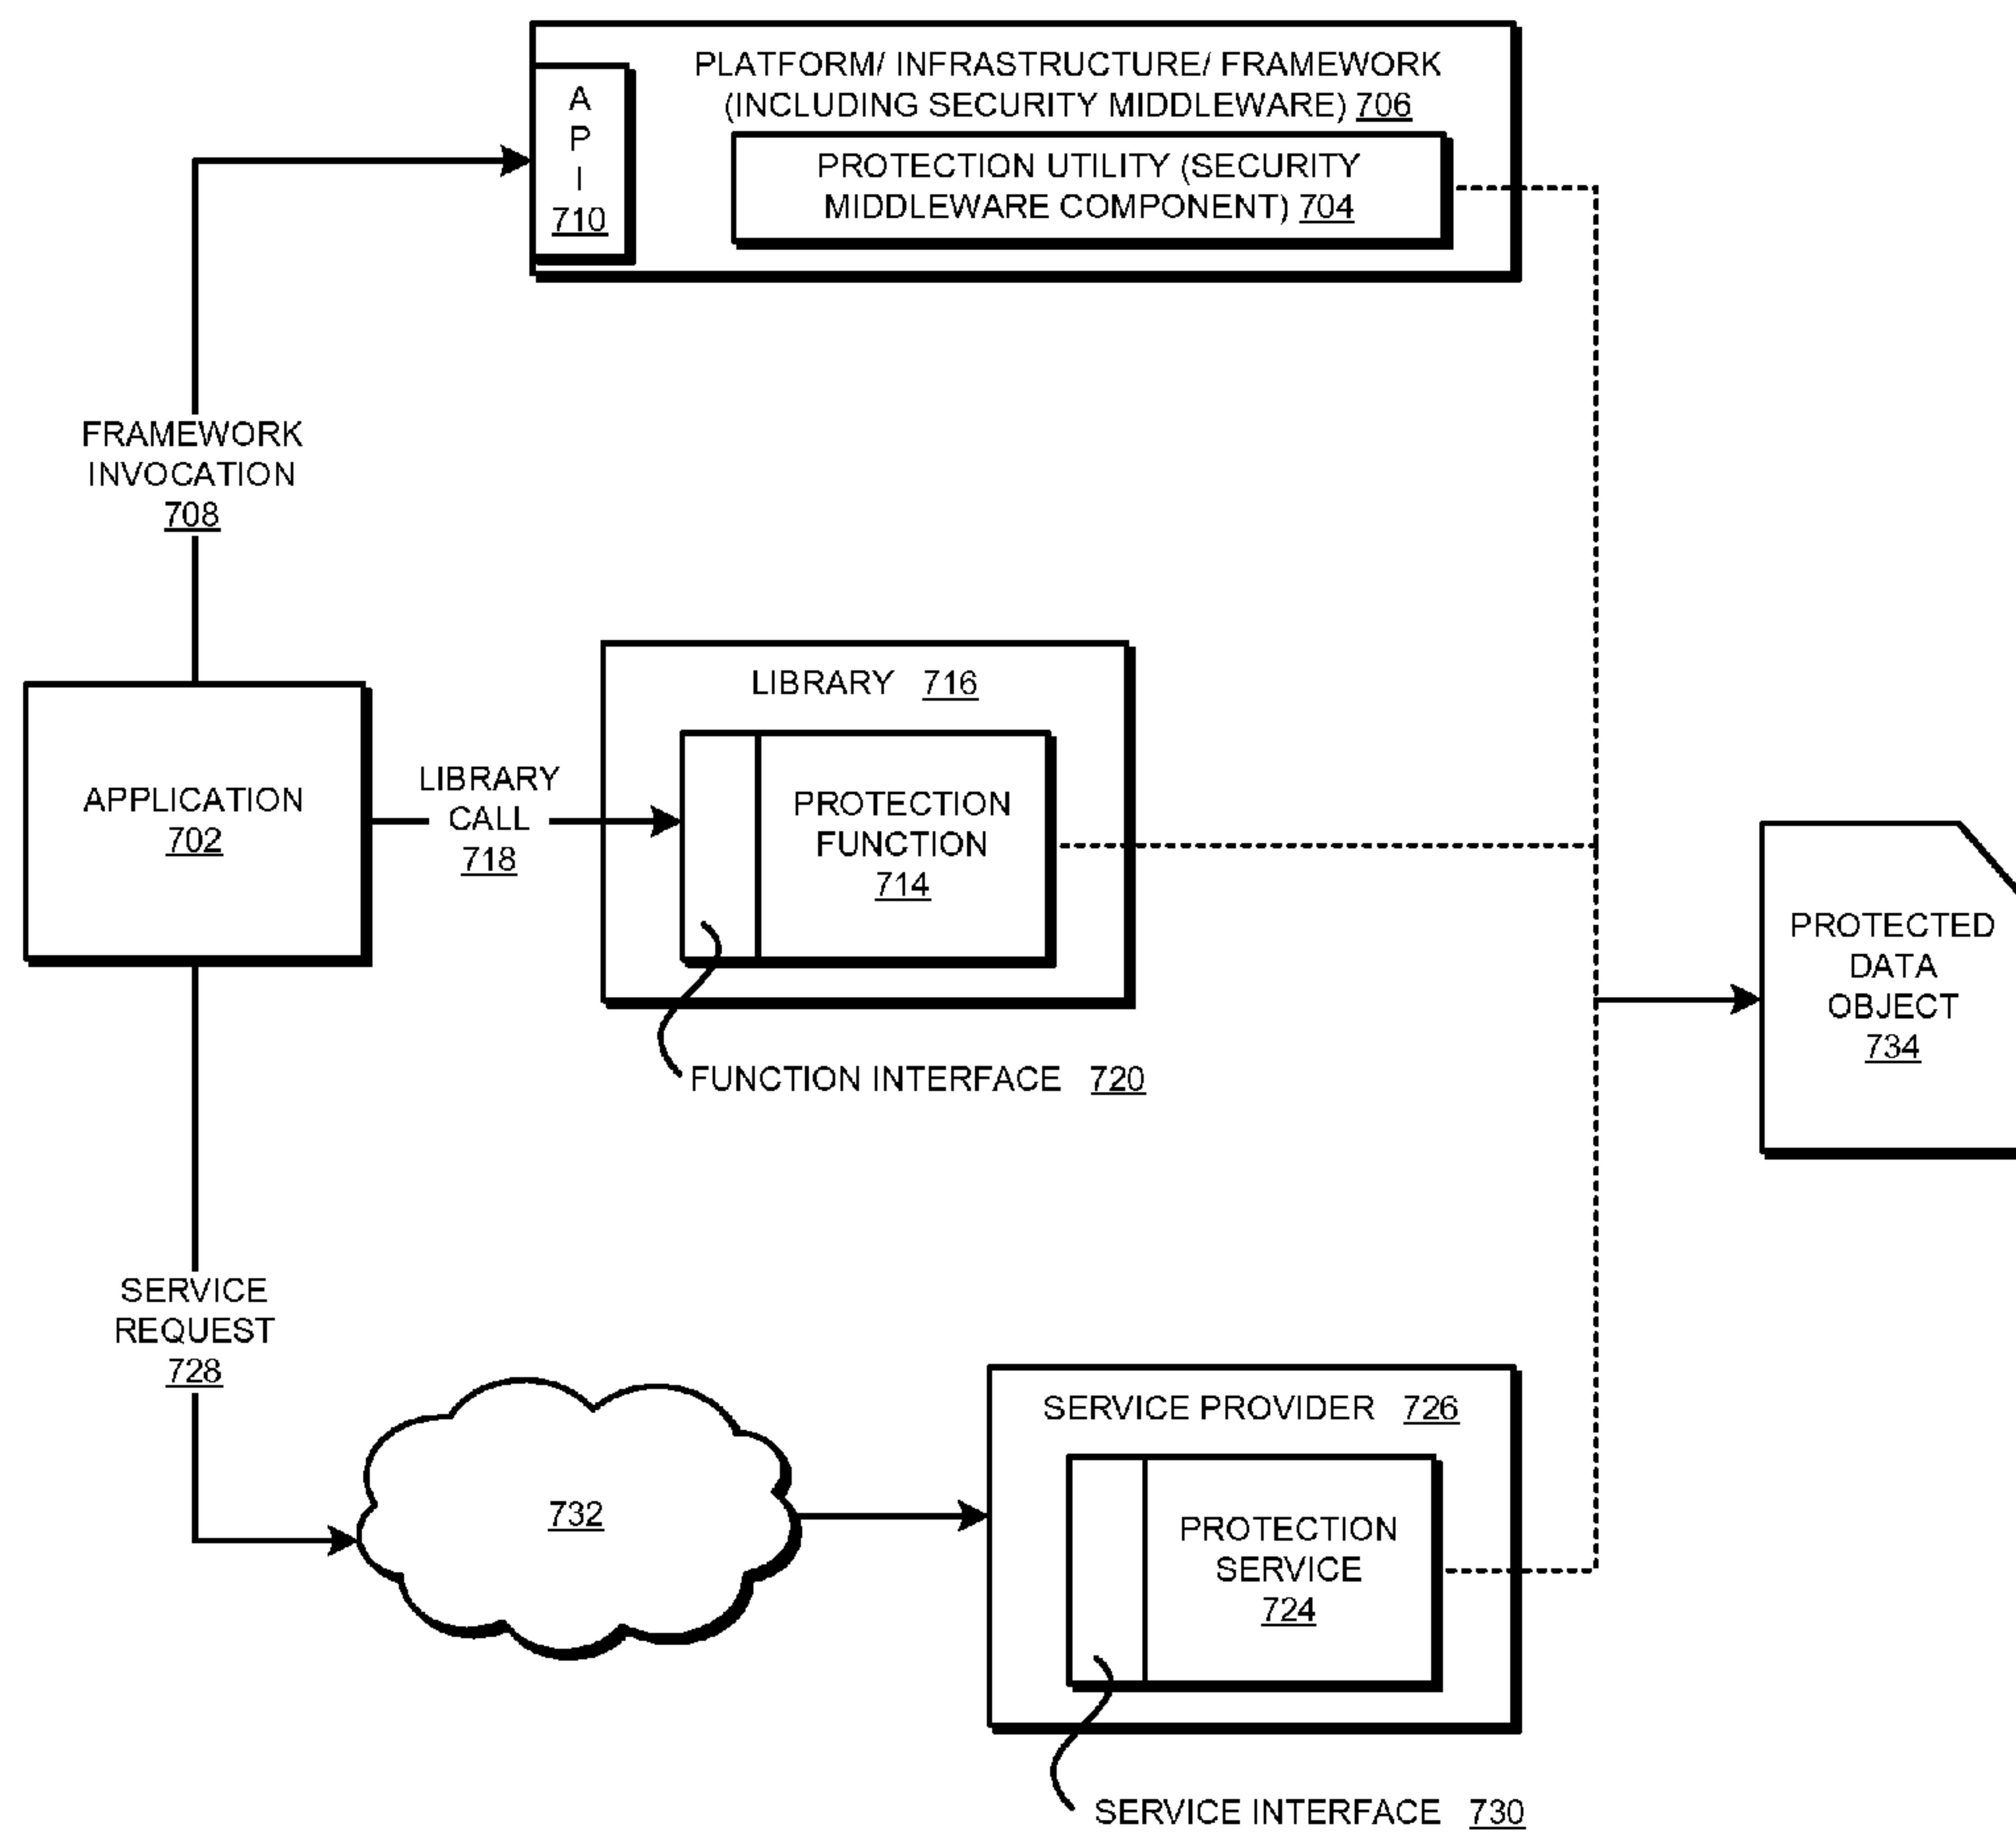 PLATFORM/ INFRASTRUCTURE/ FRAMEWORK
(INCLUDING SECURITY MIDDLEWARE) 706
A
P
I
710
PROTECTION UTILITY (SECURITY
MIDDLEWARE COMPONENT) 704
FRAMEWORK
INVOCATION
708
LIBRARY 716
APPLICATION
702
LIBRARY
CALL
718
PROTECTION
FUNCTION
714
FUNCTION INTERFACE 720
PROTECTED
DATA
OBJECT
734
SERVICE
REQUEST
728
732
SERVICE PROVIDER 726
PROTECTION
SERVICE
724
SERVICE INTERFACE 730